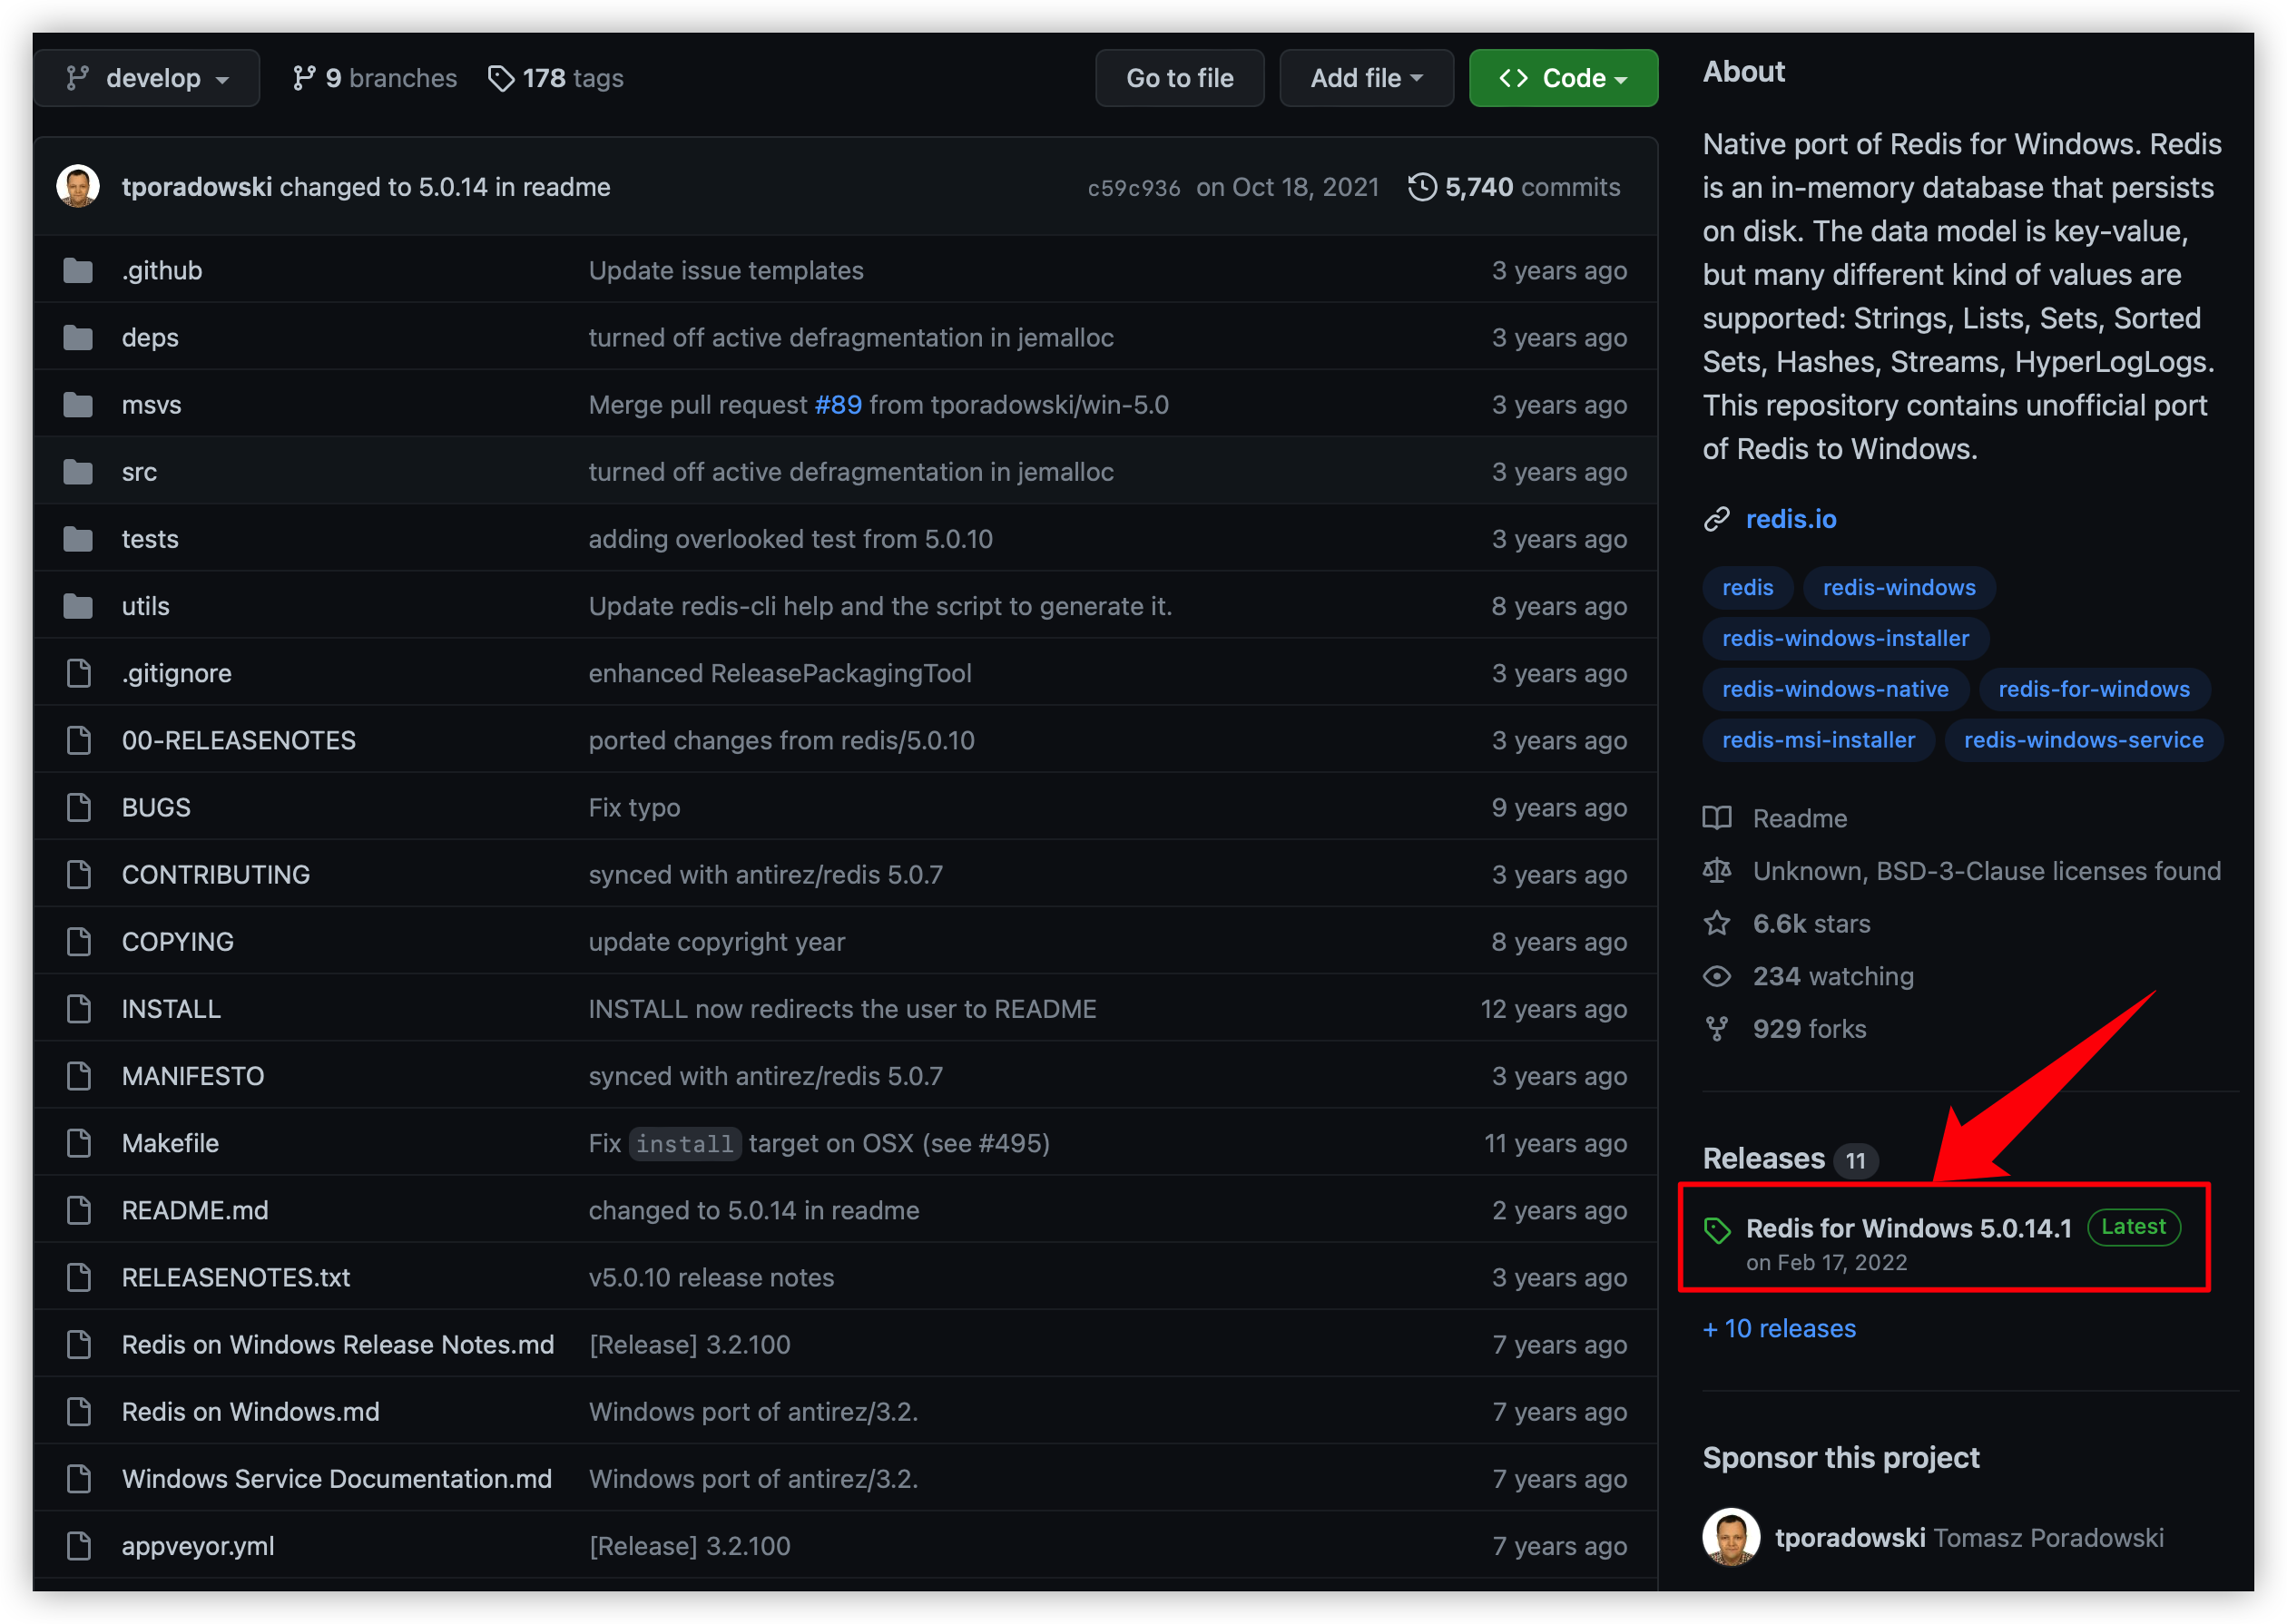 develop 9 branches 178 tags Go to file Add file Code
tporadowski changed to 5.0.14 in readme c59c936 on Oct 18, 2021 5,740 commits
.github Update issue templates 3 years ago
deps turned off active defragmentation in jemalloc 3 years ago
msvs Merge pull request #89 from tporadowski/win-5.0 3 years ago
src turned off active defragmentation in jemalloc 3 years ago
tests adding overlooked test from 5.0.10 3 years ago
utils Update redis-cli help and the script to generate it. 8 years ago
.gitignore enhanced ReleasePackagingTool 3 years ago
00-RELEASENOTES ported changes from redis/5.0.10 3 years ago
BUGS Fix typo 9 years ago
CONTRIBUTING synced with antirez/redis 5.0.7 3 years ago
COPYING update copyright year 8 years ago
INSTALL INSTALL now redirects the user to README 12 years ago
MANIFESTO synced with antirez/redis 5.0.7 3 years ago
Makefile Fix install target on OSX (see #495) 11 years ago
README.md changed to 5.0.14 in readme 2 years ago
RELEASENOTES.txt v5.0.10 release notes 3 years ago
Redis on Windows Release Notes.md [Release] 3.2.100 7 years ago
Redis on Windows.md Windows port of antirez/3.2. 7 years ago
Windows Service Documentation.md Windows port of antirez/3.2. 7 years ago
appveyor.yml [Release] 3.2.100 7 years ago
About
Native port of Redis for Windows. Redis
is an in-memory database that persists
on disk. The data model is key-value,
but many different kind of values are
supported: Strings, Lists, Sets, Sorted
Sets, Hashes, Streams, HyperLogLogs.
This repository contains unofficial port
of Redis to Windows.
redis.io
redis redis-windows
redis-windows-installer
redis-windows-native redis-for-windows
redis-msi-installer redis-windows-service
Readme
Unknown, BSD-3-Clause licenses found
6.6k stars
234 watching
929 forks
Releases 11
Redis for Windows 5.0.14.1 Latest
on Feb 17, 2022
+ 10 releases
Sponsor this project
tporadowski Tomasz Poradowski